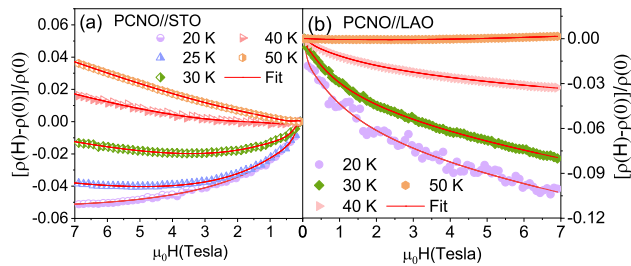 (a) PCNO//STO
20 K 40 K
25 K 50 K
30 K Fit
[ρ(H)-ρ(0)]/ρ(0)
0.06
0.04
0.02
0.00
-0.02
-0.04
-0.06
7 6 5 4 3 2 1 0
μ₀H(Tesla)
(b) PCNO//LAO
20 K 50 K
30 K
40 K Fit
1 2 3 4 5 6 7
μ₀H(Tesla)
0.00
-0.03
-0.06
-0.09
-0.12
[ρ(H)-ρ(0)]/ρ(0)